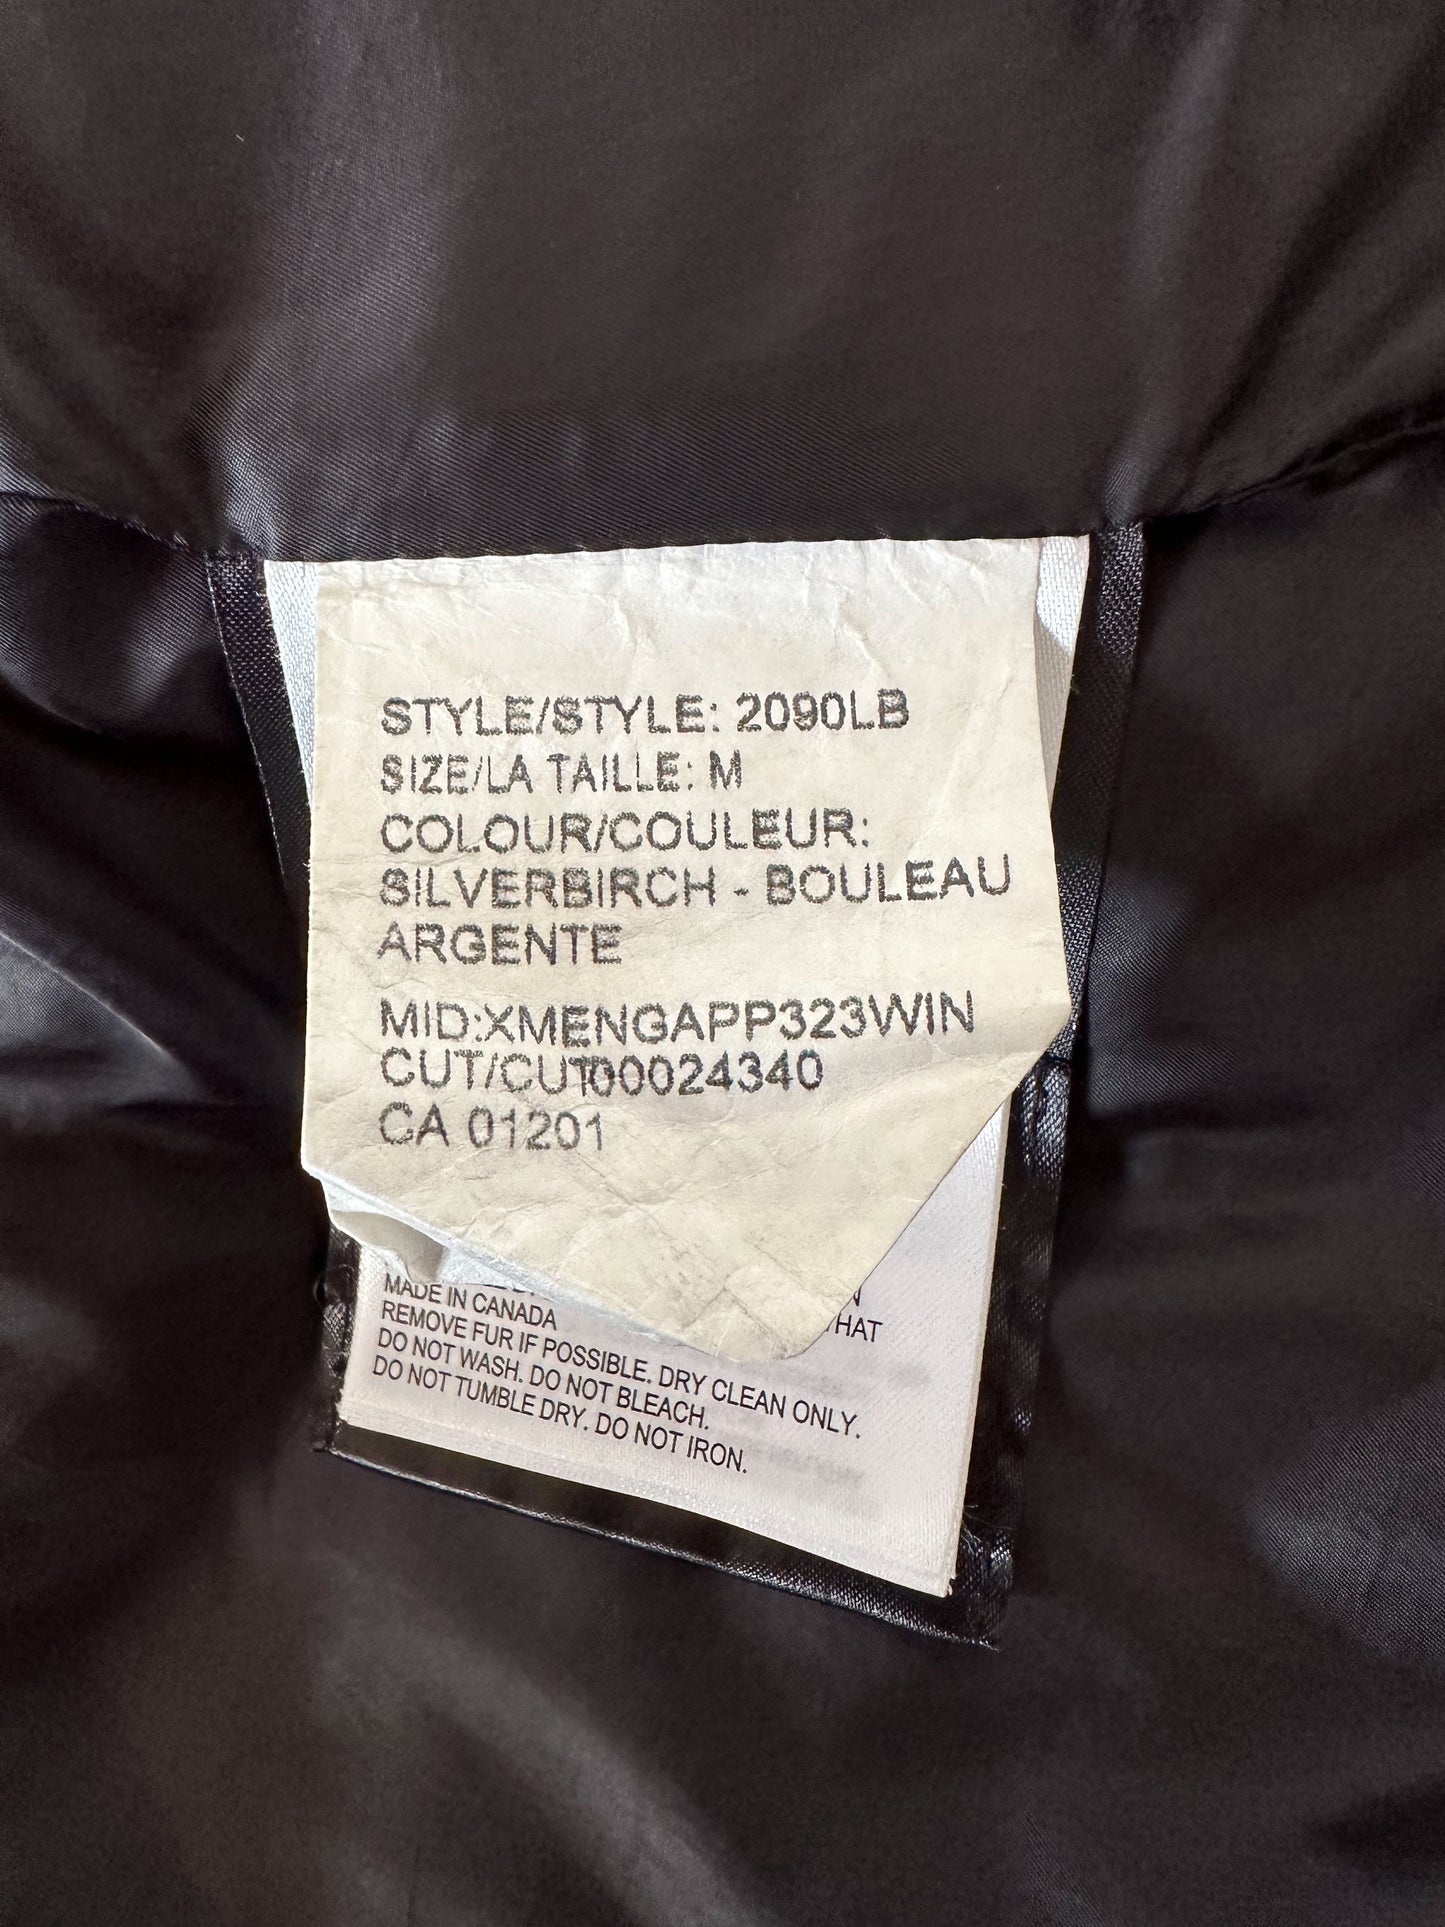 STYLE/STYLE: 2090LB
SIZE/LA TAILLE: M
COLOUR/COULEUR:
SILVERBIRCH - BOULEAU
ARGENTE
MID:XMENGAPP323WIN
CUT/CUT00024340
CA 01201
MADE IN CANADA
REMOVE FUR IF POSSIBLE. DRY CLEAN ONLY.
DO NOT WASH. DO NOT BLEACH.
DO NOT TUMBLE DRY. DO NOT IRON.